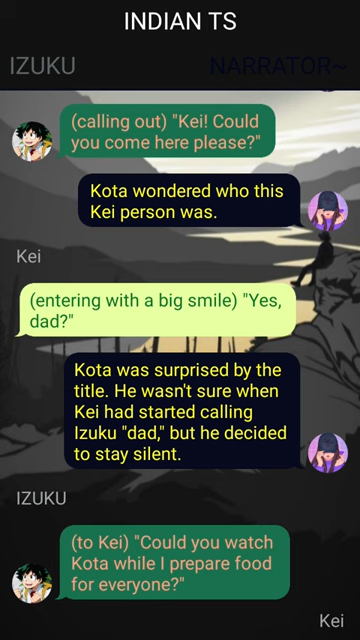 INDIAN TS
IZUKU
NARRATOR~
(calling out) "Kei! Could
you come here please?"
Kota wondered who this
Kei person was.
Kei
(entering with a big smile) "Yes,
dad?"
Kota was surprised by the
title. He wasn't sure when
Kei had started calling
Izuku "dad," but he decided
to stay silent.
IZUKU
(to Kei) "Could you watch
Kota while I prepare food
for everyone?"
Kei